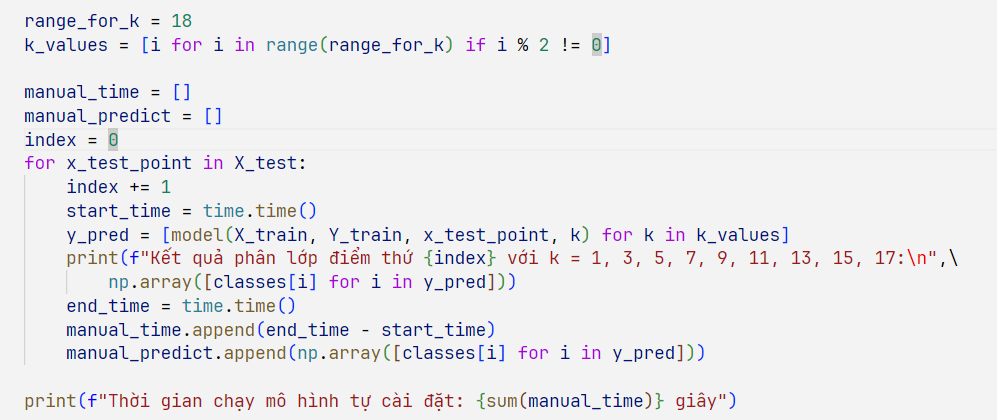 range_for_k = 18
k_values = [i for i in range(range_for_k) if i % 2 != 0]

manual_time = []
manual_predict = []
index = 0
for x_test_point in X_test:
    index += 1
    start_time = time.time()
    y_pred = [model(X_train, Y_train, x_test_point, k) for k in k_values]
    print(f"Kết quả phân lớp điểm thứ {index} với k = 1, 3, 5, 7, 9, 11, 13, 15, 17:\n",\
        np.array([classes[i] for i in y_pred]))
    end_time = time.time()
    manual_time.append(end_time - start_time)
    manual_predict.append(np.array([classes[i] for i in y_pred]))

print(f"Thời gian chạy mô hình tự cài đặt: {sum(manual_time)} giây")